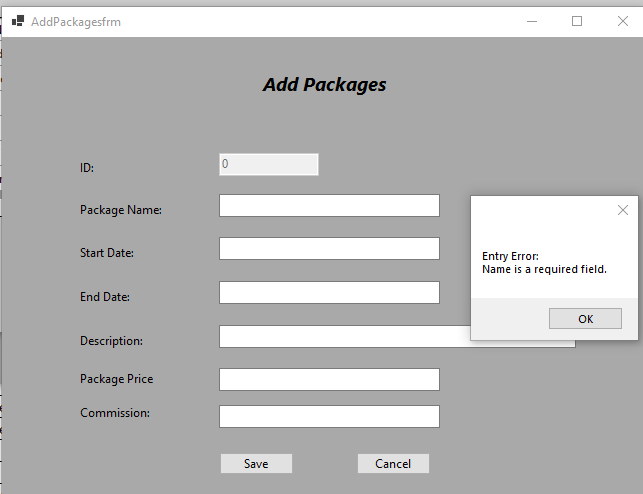 AddPackagesfrm
Add Packages
ID:
0
Package Name:
Start Date:
Entry Error:
Name is a required field.
End Date:
OK
Description:
Package Price
Commission:
Save
Cancel